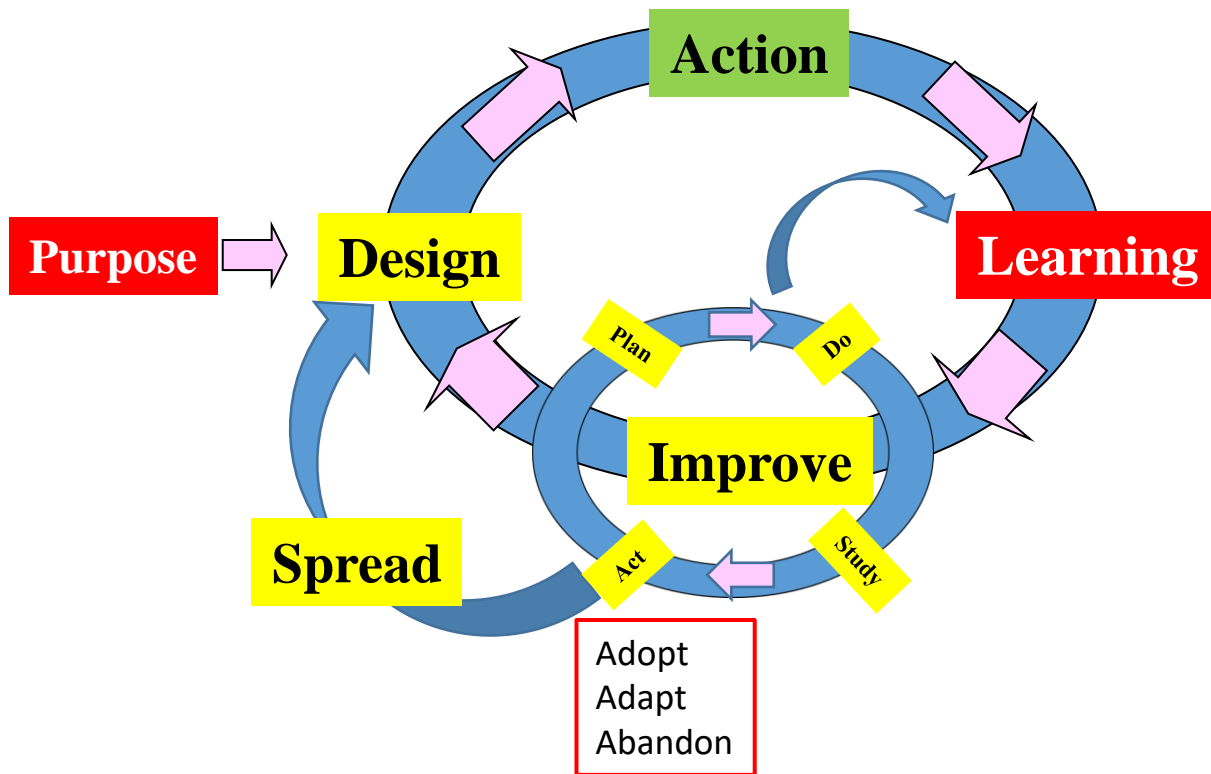 Action
Purpose
Design
Learning
Plan
Do
Improve
Spread
Act
Study
Adopt
Adapt
Abandon